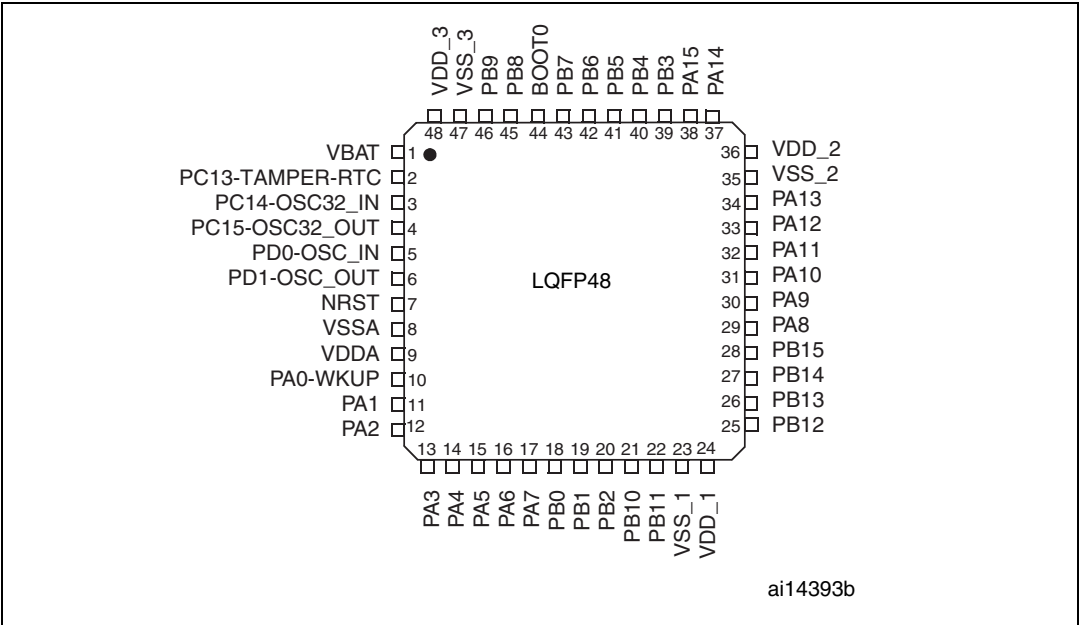 VDD_3
VSS_3
PB9
PB8
BOOT0
PB7
PB6
PB5
PB4
PB3
PA15
PA14
48 47 46 45 44 43 42 41 40 39 38 37
VBAT 1
PC13-TAMPER-RTC 2
PC14-OSC32_IN 3
PC15-OSC32_OUT 4
PD0-OSC_IN 5
PD1-OSC_OUT 6
NRST 7
VSSA 8
VDDA 9
PA0-WKUP 10
PA1 11
PA2 12
LQFP48
36 VDD_2
35 VSS_2
34 PA13
33 PA12
32 PA11
31 PA10
30 PA9
29 PA8
28 PB15
27 PB14
26 PB13
25 PB12
13 14 15 16 17 18 19 20 21 22 23 24
PA3
PA4
PA5
PA6
PA7
PB0
PB1
PB2
PB10
PB11
VSS_1
VDD_1
ai14393b